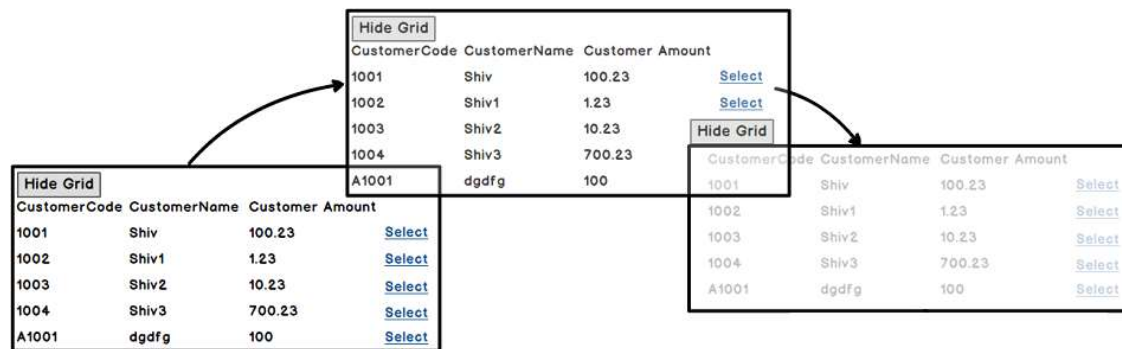 Hide Grid
CustomerCode CustomerName Customer Amount
1001 Shiv 100.23 Select
1002 Shiv1 1.23 Select
1003 Shiv2 10.23
1004 Shiv3 700.23
A1001 dgdfg 100
Hide Grid
CustomerCode CustomerName Customer Amount
1001 Shiv 100.23 Select
1002 Shiv1 1.23 Select
1003 Shiv2 10.23 Select
1004 Shiv3 700.23 Select
A1001 dgdfg 100 Select
Hide Grid
CustomerCode CustomerName Customer Amount
1001 Shiv 100.23 Select
1002 Shiv1 1.23 Select
1003 Shiv2 10.23 Select
1004 Shiv3 700.23 Select
A1001 dgdfg 100 Select